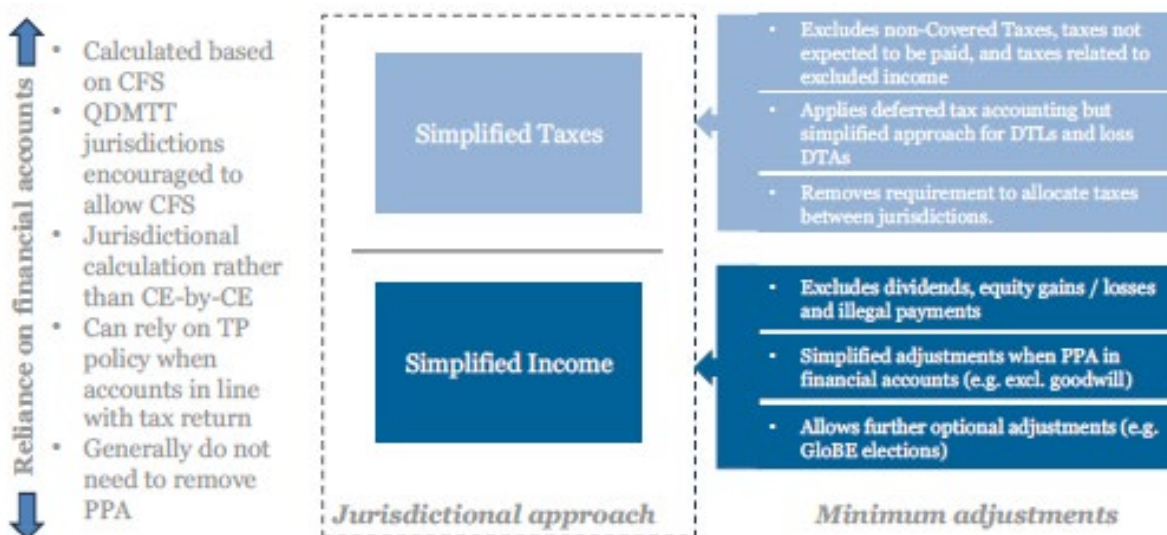 Reliance on financial accounts
• Calculated based
on CFS
• QDMTT
jurisdictions
encouraged to
allow CFS
• Jurisdictional
calculation rather
than CE-by-CE
• Can rely on TP
policy when
accounts in line
with tax return
• Generally do not
need to remove
PPA
Simplified Taxes
Simplified Income
Jurisdictional approach
• Excludes non-Covered Taxes, taxes not
expected to be paid, and taxes related to
excluded income
• Applies deferred tax accounting but
simplified approach for DTLs and loss
DTAs
• Removes requirement to allocate taxes
between jurisdictions.
• Excludes dividends, equity gains / losses
and illegal payments
• Simplified adjustments when PPA in
financial accounts (e.g. excl. goodwill)
• Allows further optional adjustments (e.g.
GloBE elections)
Minimum adjustments